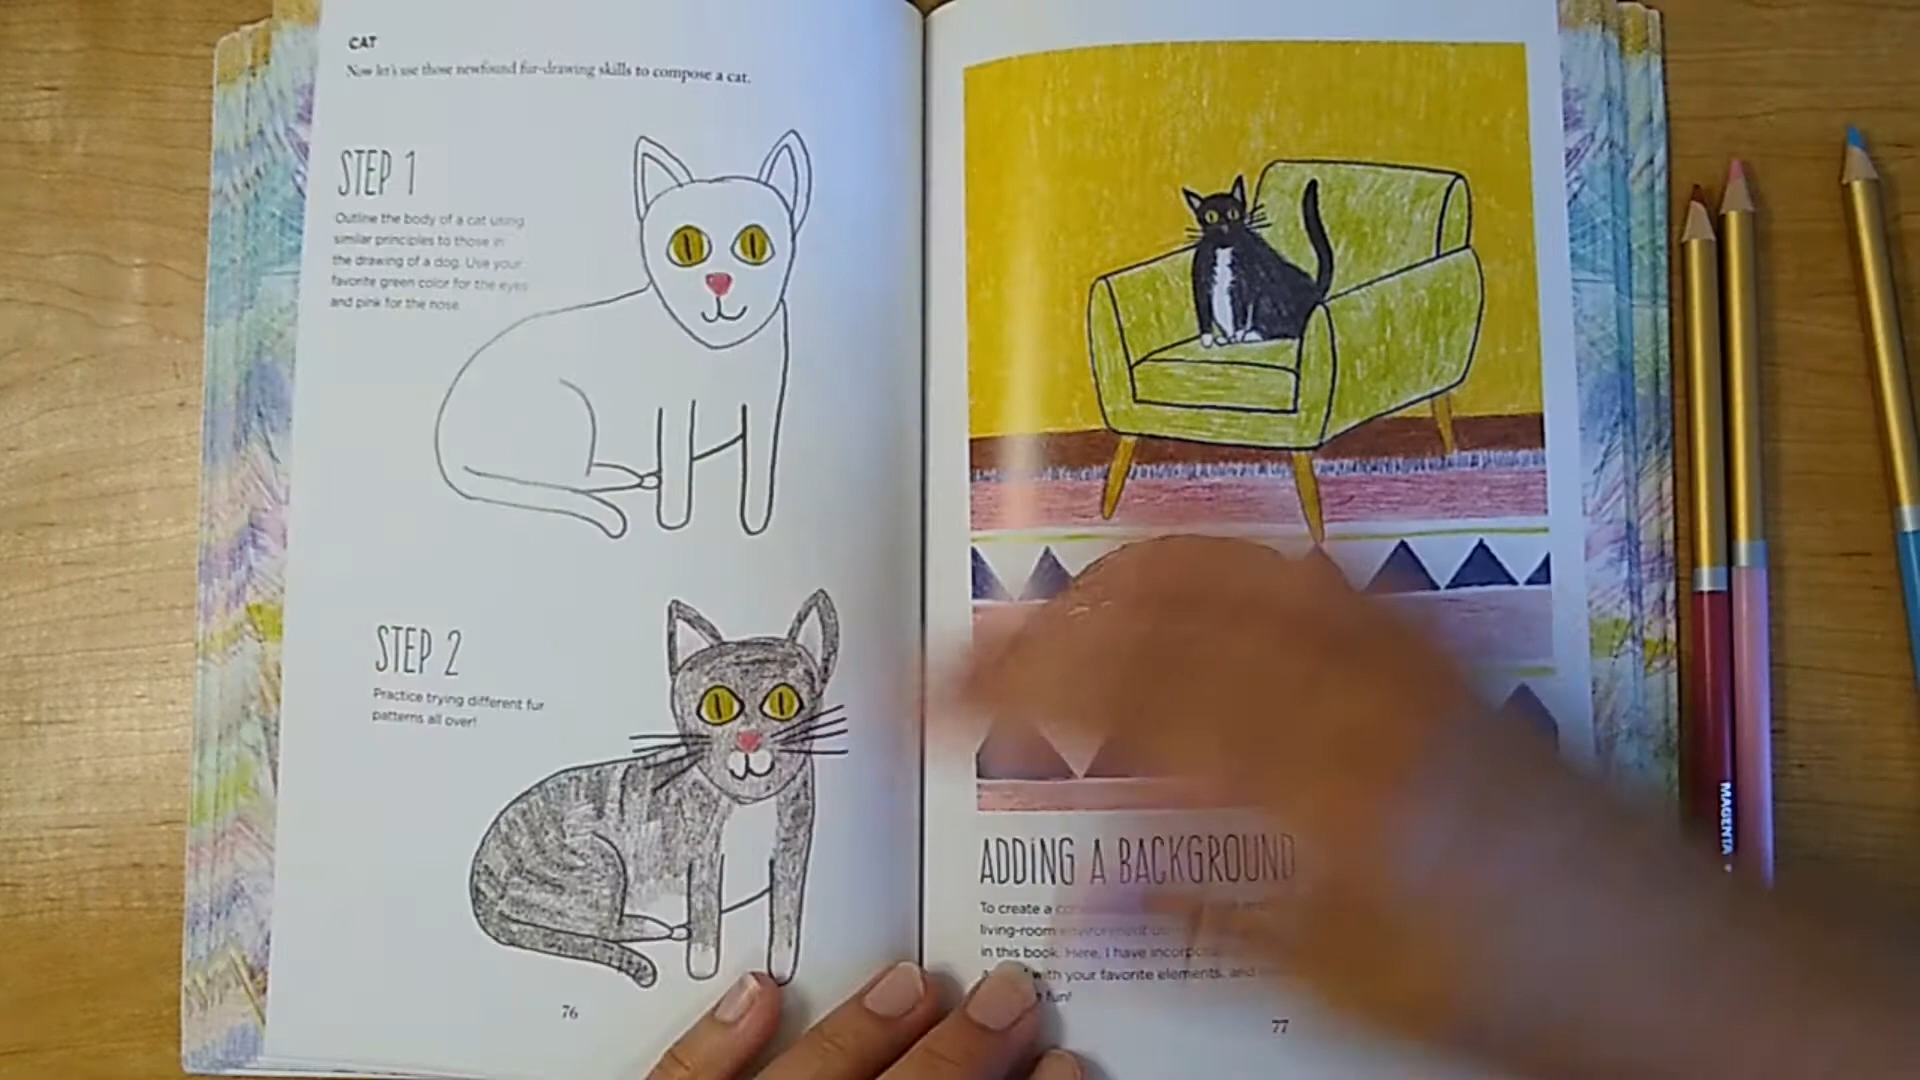 CAT
Now let's use those newfound fur-drawing skills to compose a cat.
STEP 1
Outline the body of a cat using
similar principles to those in
the drawing of a dog. Use your
favorite green color for the eyes
and pink for the nose.
STEP 2
Practice trying different fur
patterns all over!
76
ADDING A BACKGROUND
To create a
living-room environment
in this book. Here, I have
with your favorite elements, and
fun!
77
MAGENTA